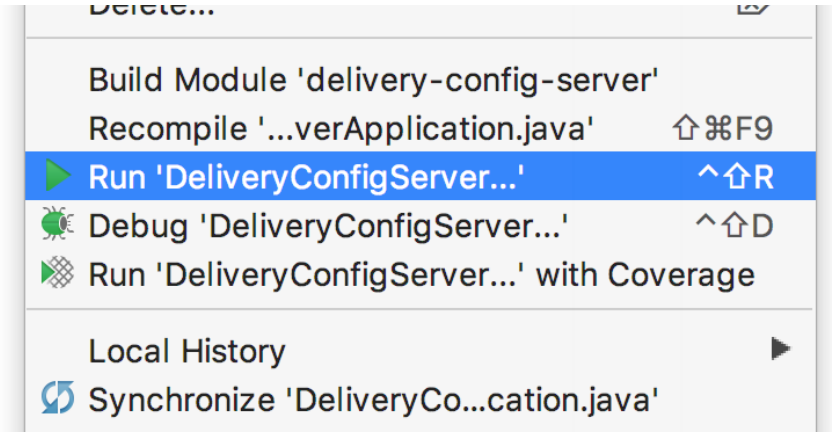 Delete...
Build Module 'delivery-config-server'
Recompile '...verApplication.java' ⇧⌘F9
Run 'DeliveryConfigServer...' ^⇧R
Debug 'DeliveryConfigServer...' ^⇧D
Run 'DeliveryConfigServer...' with Coverage
Local History
Synchronize 'DeliveryCo...cation.java'